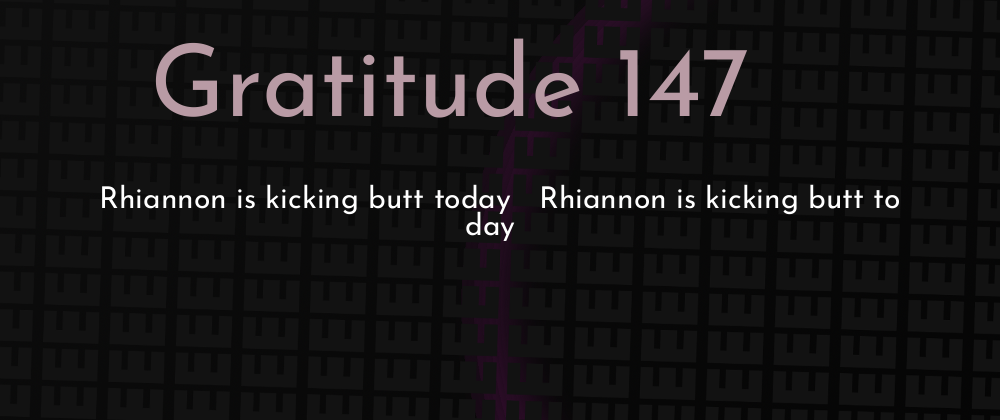 Gratitude 147
Rhiannon is kicking butt today   Rhiannon is kicking butt to
day